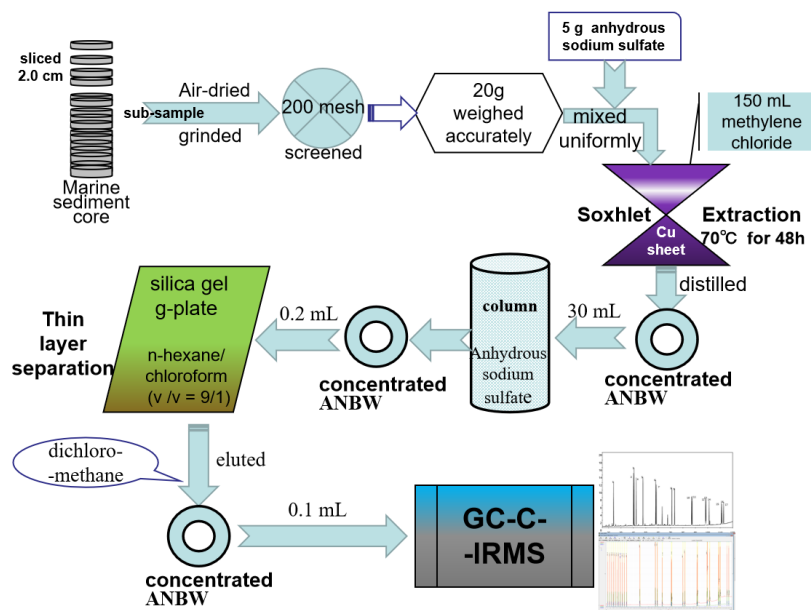 5 g anhydrous
sodium sulfate
sliced
2.0 cm
Air-dried
sub-sample
grinded
200 mesh
screened
20g
weighed
accurately
mixed
uniformly
150 mL
methylene
chloride
Marine
sediment
core
Soxhlet
Extraction
70℃ for 48h
Cu
sheet
distilled
30 mL
concentrated
ANBW
column
Anhydrous
sodium
sulfate
concentrated
ANBW
0.2 mL
silica gel
g-plate
n-hexane/
chloroform
(v /v = 9/1)
Thin
layer
separation
dichloro-
-methane
eluted
concentrated
ANBW
0.1 mL
GC-C-
-IRMS